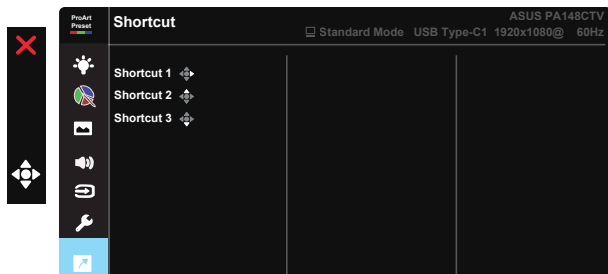 ProArt
Preset
Shortcut
ASUS PA148CTV
Standard Mode USB Type-C1 1920x1080@ 60Hz
Shortcut 1
Shortcut 2
Shortcut 3